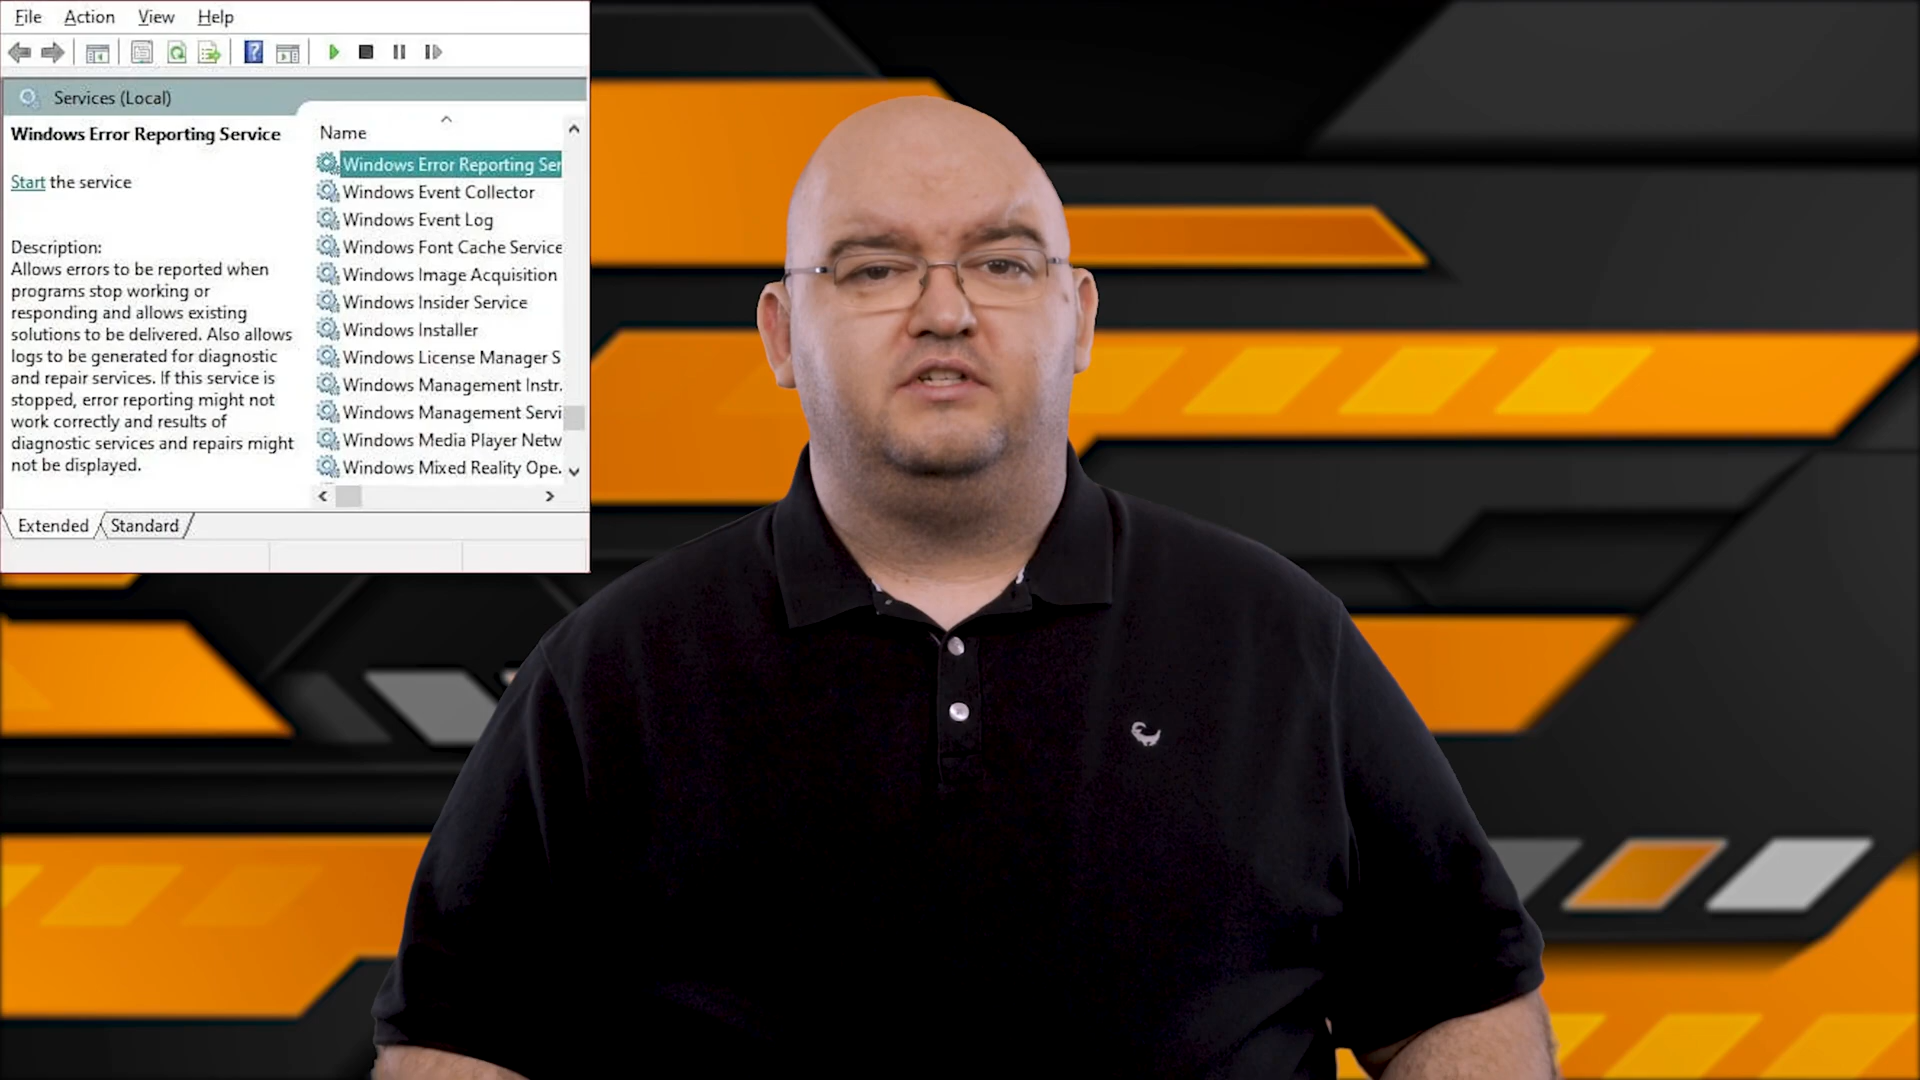 File Action View Help
Services (Local)
Windows Error Reporting Service
Start the service
Description:
Allows errors to be reported when
programs stop working or
responding and allows existing
solutions to be delivered. Also allows
logs to be generated for diagnostic
and repair services. If this service is
stopped, error reporting might not
work correctly and results of
diagnostic services and repairs might
not be displayed.
Name
Windows Error Reporting Ser
Windows Event Collector
Windows Event Log
Windows Font Cache Service
Windows Image Acquisition
Windows Insider Service
Windows Installer
Windows License Manager S
Windows Management Instr.
Windows Management Servi
Windows Media Player Netw
Windows Mixed Reality Ope.
Extended Standard